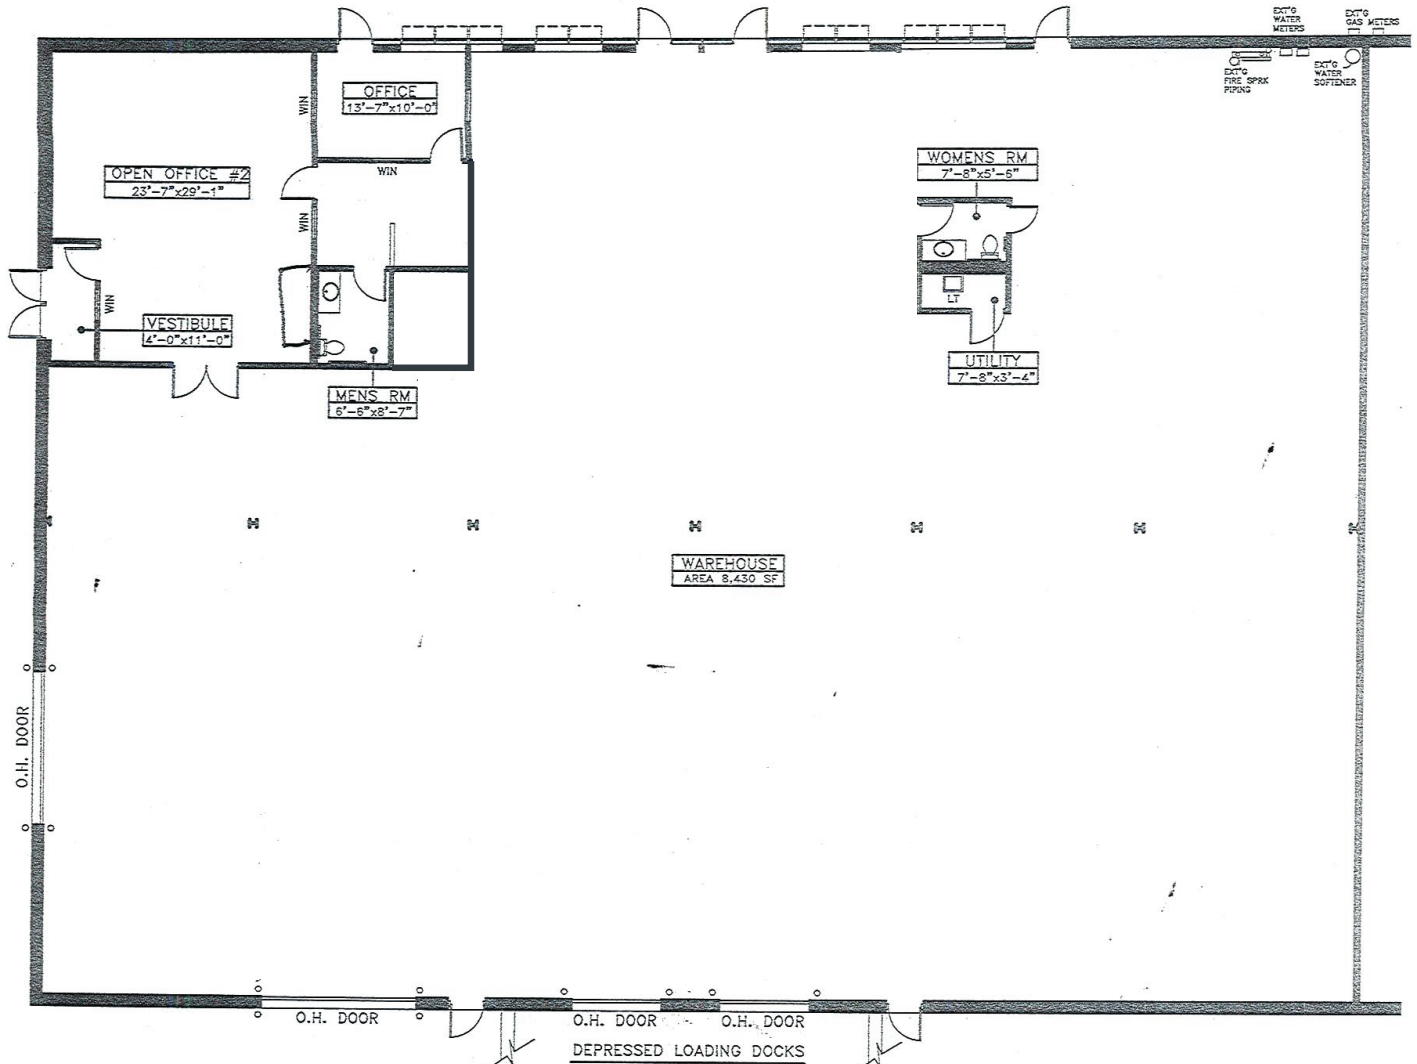 EXT'G
WATER
METERS
EXT'G
GAS METERS
EXT'G
FIRE SPRK
PIPING
EXT'G
WATER
SOFTENER
OFFICE
13'-7"x10'-0"
WIN
WIN
OPEN OFFICE #2
23'-7"x29'-1"
WIN
WOMENS RM
7'-8"x5'-6"
LT
WIN
VESTIBULE
4'-0"x11'-0"
UTILITY
7'-8"x3'-4"
MENS RM
6'-6"x8'-7"
WAREHOUSE
AREA 8,430 SF
O.H. DOOR
O.H. DOOR
O.H. DOOR
O.H. DOOR
DEPRESSED LOADING DOCKS